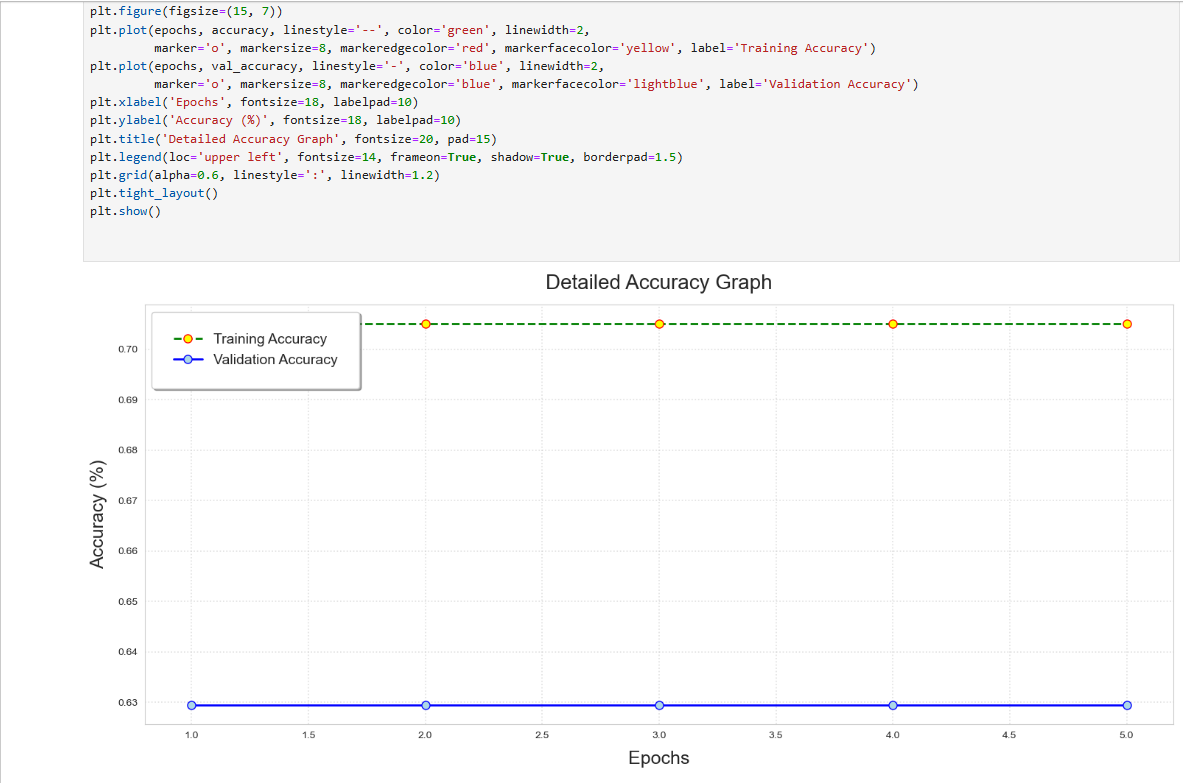 plt.figure(figsize=(15, 7))
plt.plot(epochs, accuracy, linestyle='--', color='green', linewidth=2,
         marker='o', markersize=8, markeredgecolor='red', markerfacecolor='yellow', label='Training Accuracy')
plt.plot(epochs, val_accuracy, linestyle='-', color='blue', linewidth=2,
         marker='o', markersize=8, markeredgecolor='blue', markerfacecolor='lightblue', label='Validation Accuracy')
plt.xlabel('Epochs', fontsize=18, labelpad=10)
plt.ylabel('Accuracy (%)', fontsize=18, labelpad=10)
plt.title('Detailed Accuracy Graph', fontsize=20, pad=15)
plt.legend(loc='upper left', fontsize=14, frameon=True, shadow=True, borderpad=1.5)
plt.grid(alpha=0.6, linestyle=':', linewidth=1.2)
plt.tight_layout()
plt.show()
Detailed Accuracy Graph
Training Accuracy
Validation Accuracy
Accuracy (%)
0.70
0.69
0.68
0.67
0.66
0.65
0.64
0.63
1.0 1.5 2.0 2.5 3.0 3.5 4.0 4.5 5.0
Epochs